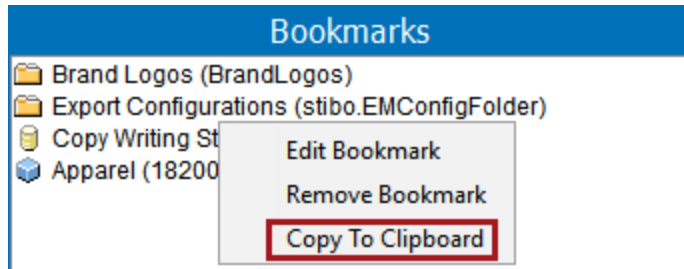 Bookmarks
Brand Logos (BrandLogos)
Export Configurations (stibo.EMConfigFolder)
Copy Writing St
Apparel (18200
Edit Bookmark
Remove Bookmark
Copy To Clipboard